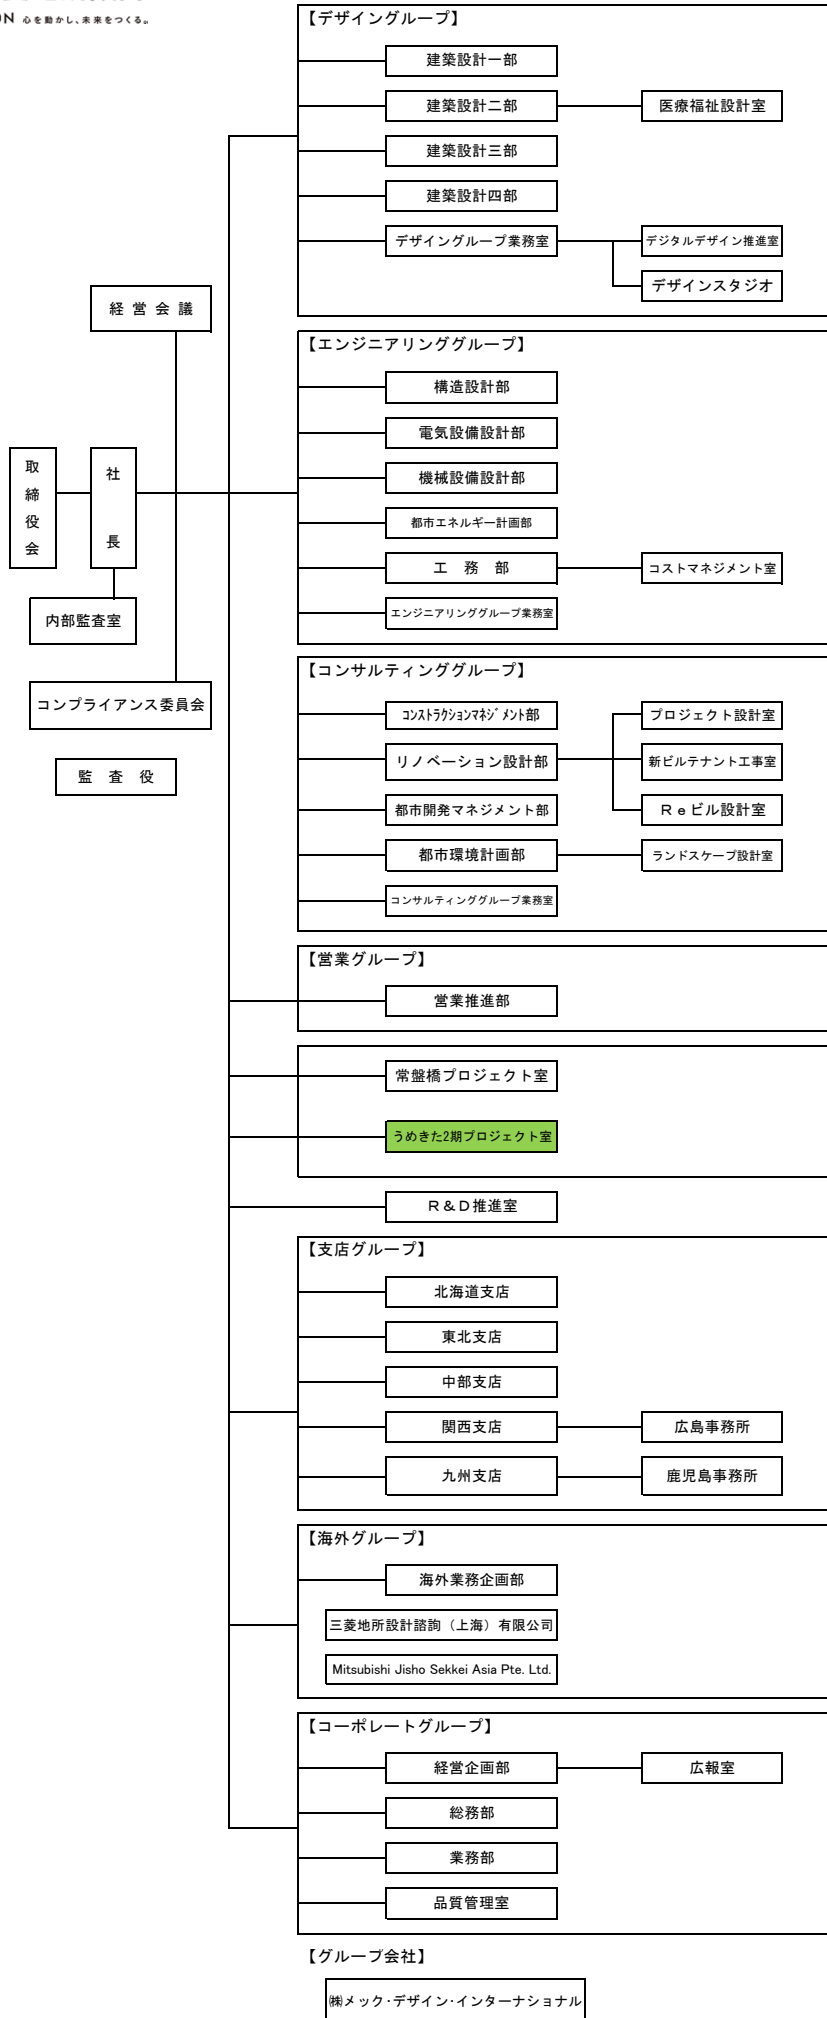 ON 心を動かし、未来をつくる。
【デザイングループ】
建築設計一部
建築設計二部
医療福祉設計室
建築設計三部
建築設計四部
デザイングループ業務室
デジタルデザイン推進室
デザインスタジオ
経営会議
【エンジニアリンググループ】
構造設計部
電気設備設計部
機械設備設計部
都市エネルギー計画部
工務部
コストマネジメント室
エンジニアリンググループ業務室
取締役会
社長
内部監査室
コンプライアンス委員会
監査役
【コンサルティンググループ】
コンストラクションマネジメント部
プロジェクト設計室
リノベーション設計部
新ビルテナント工事室
都市開発マネジメント部
Reビル設計室
都市環境計画部
ランドスケープ設計室
コンサルティンググループ業務室
【営業グループ】
営業推進部
常盤橋プロジェクト室
うめきた2期プロジェクト室
R&D推進室
【支店グループ】
北海道支店
東北支店
中部支店
関西支店
広島事務所
九州支店
鹿児島事務所
【海外グループ】
海外業務企画部
三菱地所設計諮詢（上海）有限公司
Mitsubishi Jisho Sekkei Asia Pte. Ltd.
【コーポレートグループ】
経営企画部
広報室
総務部
業務部
品質管理室
【グループ会社】
㈱メック・デザイン・インターナショナル